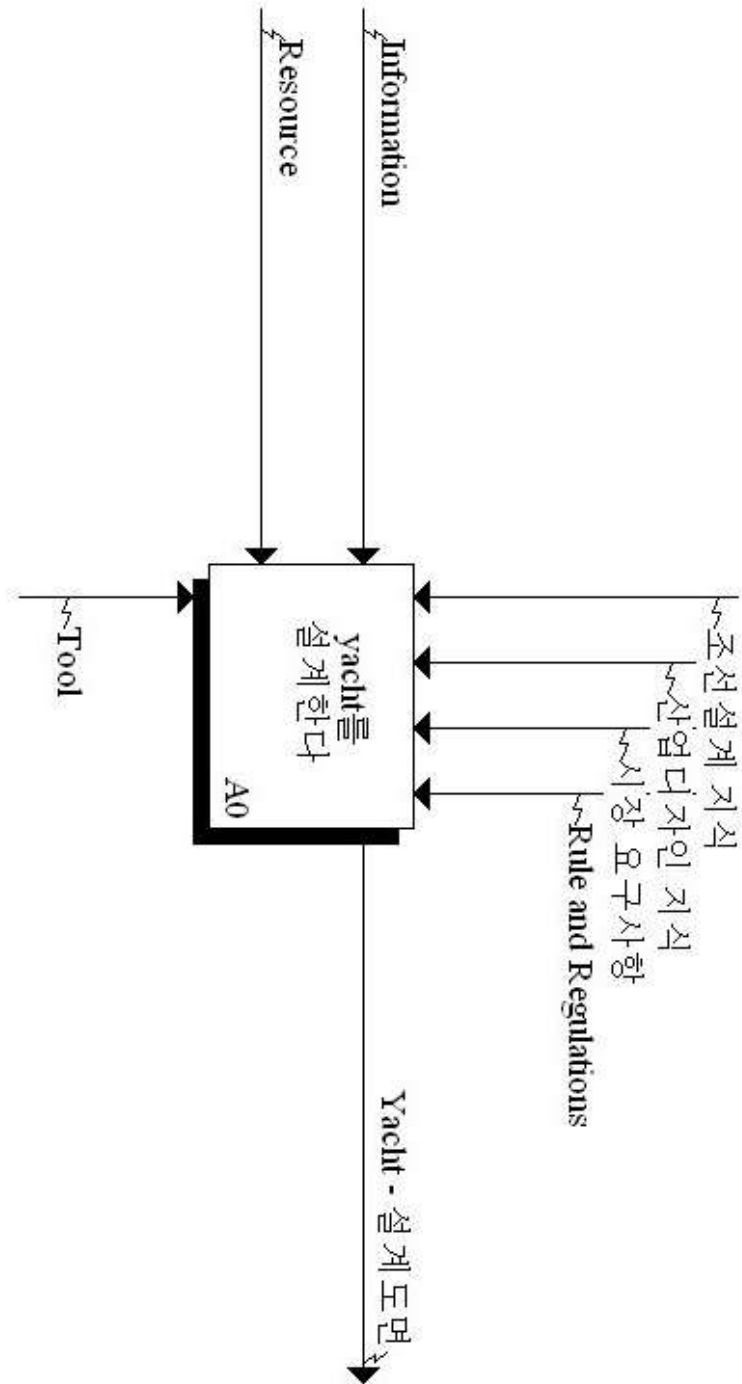 조선설계 지식
산업디자인 지식
시장 요구사항
Rule and Regulations
Information
Resource
yacht를
설계한다
A0
Yacht - 설계도면
Tool